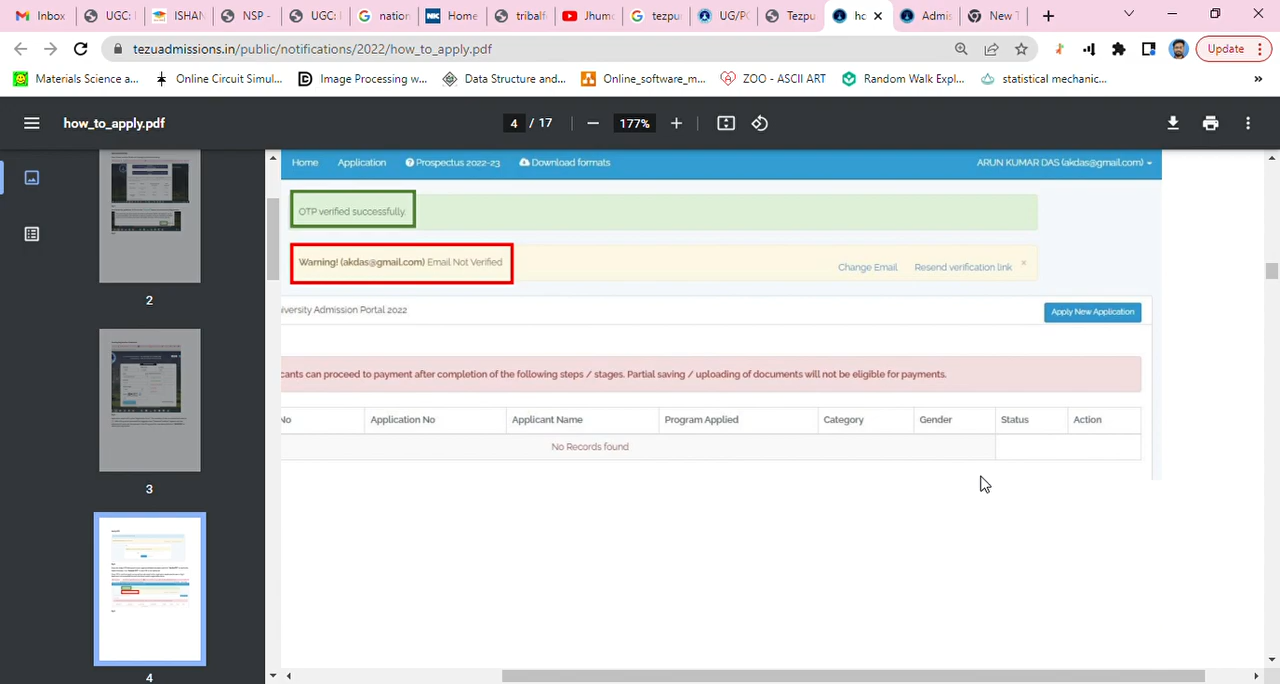 Inbox
UGC:
ISHAN
NSP -
UGC:
nation
Home
tribalf
Jhumo
tezpu
UG/PG
Tezpu
hc
Admis
New T
tezuadmissions.in/public/notifications/2022/how_to_apply.pdf
Update
Materials Science a...
Online Circuit Simul...
Image Processing w...
Data Structure and...
Online_software_m...
ZOO - ASCII ART
Random Walk Expl...
statistical mechanic...
»
how_to_apply.pdf
4 / 17
177%
Home
Application
Prospectus 2022-23
Download formats
ARUN KUMAR DAS (akdas@gmail.com)
OTP verified successfully.
Warning! (akdas@gmail.com) Email Not Verified
Change Email
Resend verification link
×
iversity Admission Portal 2022
Apply New Application
cants can proceed to payment after completion of the following steps / stages. Partial saving / uploading of documents will not be eligible for payments.
No
Application No
Applicant Name
Program Applied
Category
Gender
Status
Action
No Records found
2
3
4